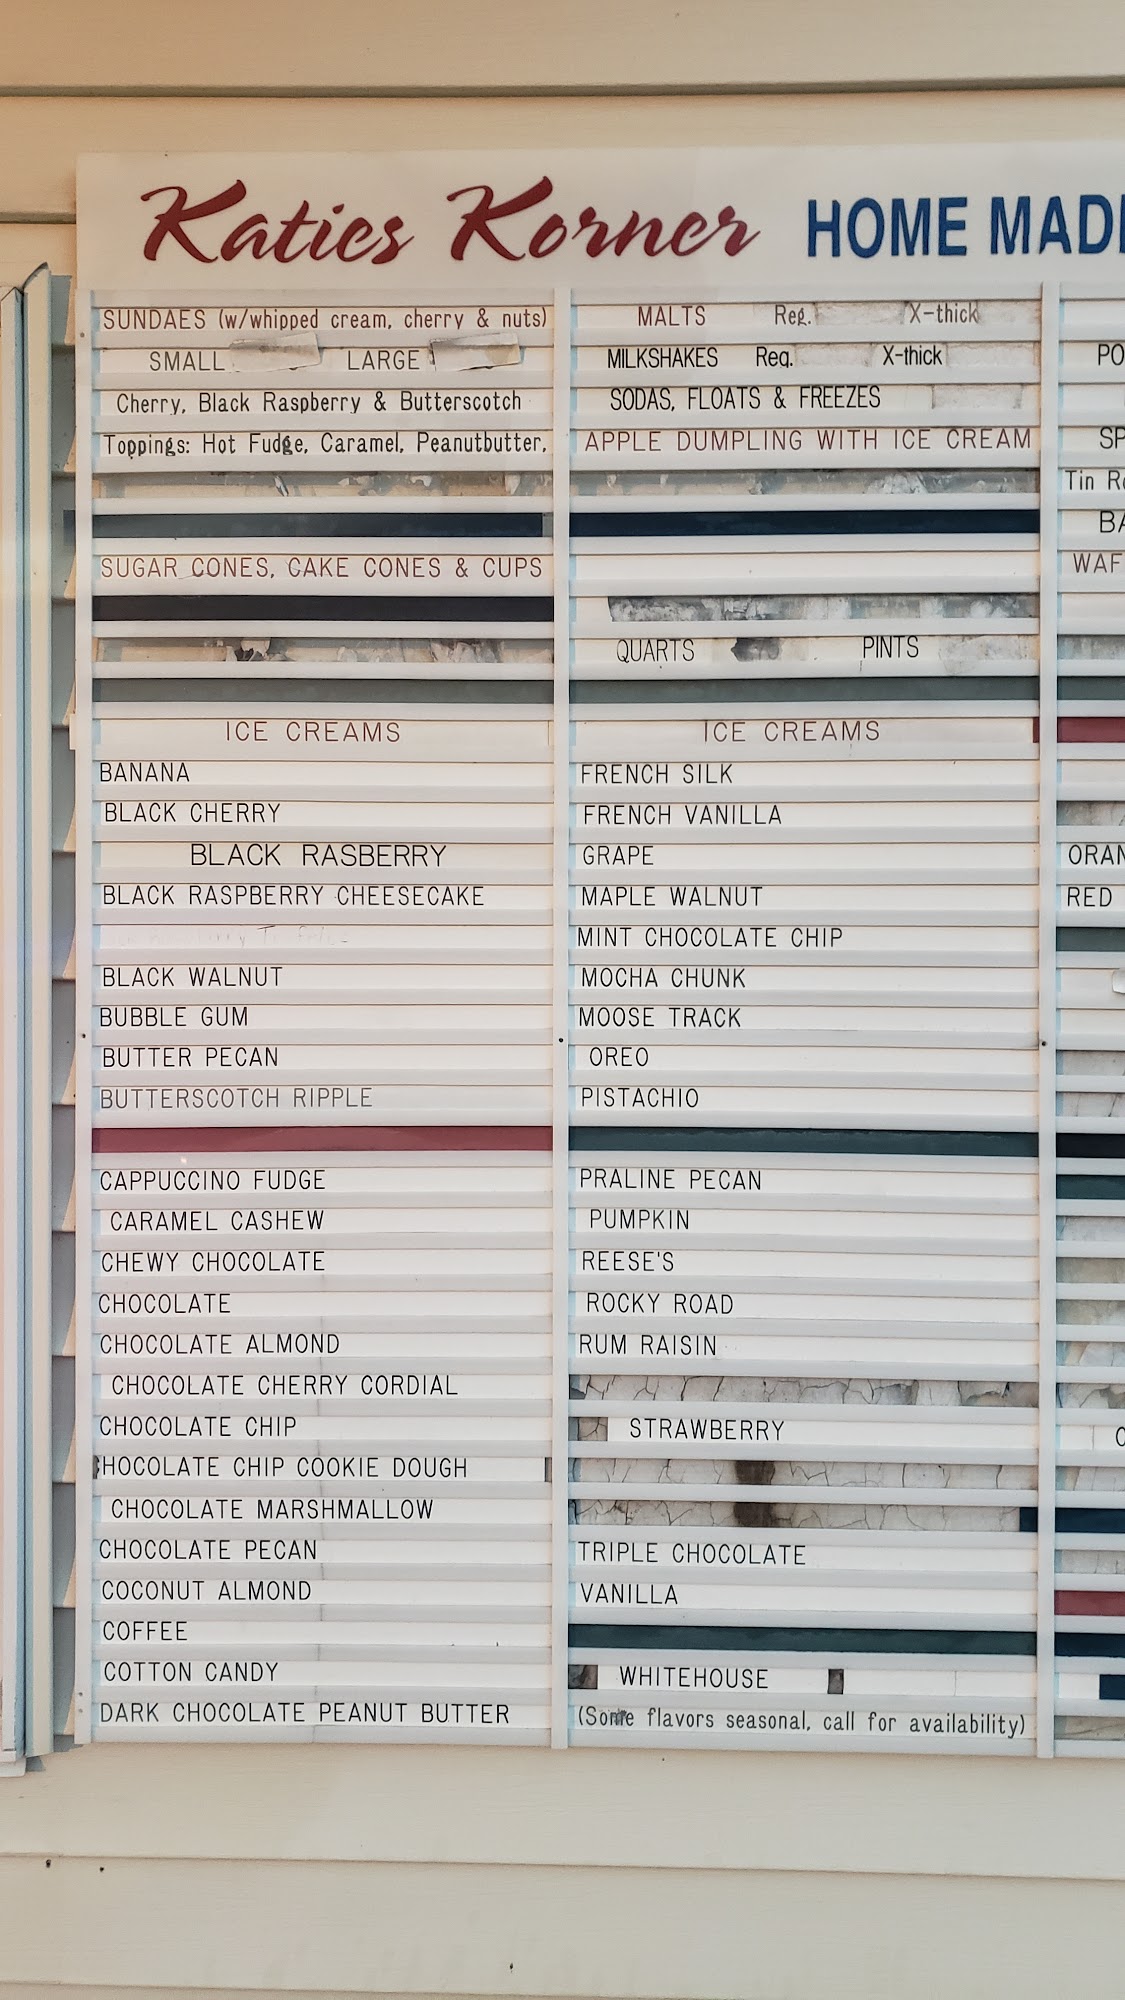 Katies Korner HOME MADE
SUNDAES (w/whipped cream, cherry & nuts)
SMALL LARGE
Cherry, Black Raspberry & Butterscotch
Toppings: Hot Fudge, Caramel, Peanutbutter,
SUGAR CONES, CAKE CONES & CUPS
ICE CREAMS
BANANA
BLACK CHERRY
BLACK RASBERRY
BLACK RASPBERRY CHEESECAKE
BLACK WALNUT
BUBBLE GUM
BUTTER PECAN
BUTTERSCOTCH RIPPLE
CAPPUCCINO FUDGE
CARAMEL CASHEW
CHEWY CHOCOLATE
CHOCOLATE
CHOCOLATE ALMOND
CHOCOLATE CHERRY CORDIAL
CHOCOLATE CHIP
HOCOLATE CHIP COOKIE DOUGH
CHOCOLATE MARSHMALLOW
CHOCOLATE PECAN
COCONUT ALMOND
COFFEE
COTTON CANDY
DARK CHOCOLATE PEANUT BUTTER
MALTS Reg. X-thick
MILKSHAKES Reg. X-thick
SODAS, FLOATS & FREEZES
APPLE DUMPLING WITH ICE CREAM
QUARTS PINTS
ICE CREAMS
FRENCH SILK
FRENCH VANILLA
GRAPE
MAPLE WALNUT
MINT CHOCOLATE CHIP
MOCHA CHUNK
MOOSE TRACK
OREO
PISTACHIO
PRALINE PECAN
PUMPKIN
REESE'S
ROCKY ROAD
RUM RAISIN
STRAWBERRY
TRIPLE CHOCOLATE
VANILLA
WHITEHOUSE
(Some flavors seasonal, call for availability)
PO
SP
Tin R
BA
WAF
ORAN
RED